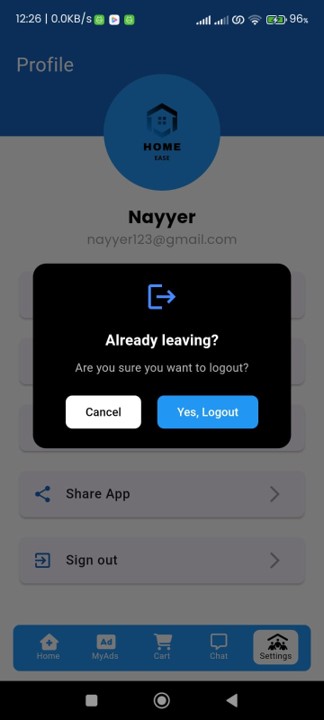 12:26 | 0.0KB/s 96%
Profile
HOME
EASE
Nayyer
nayyer123@gmail.com
Already leaving?
Are you sure you want to logout?
Cancel Yes, Logout
Share App
Sign out
Ad
Home MyAds Cart Chat Settings